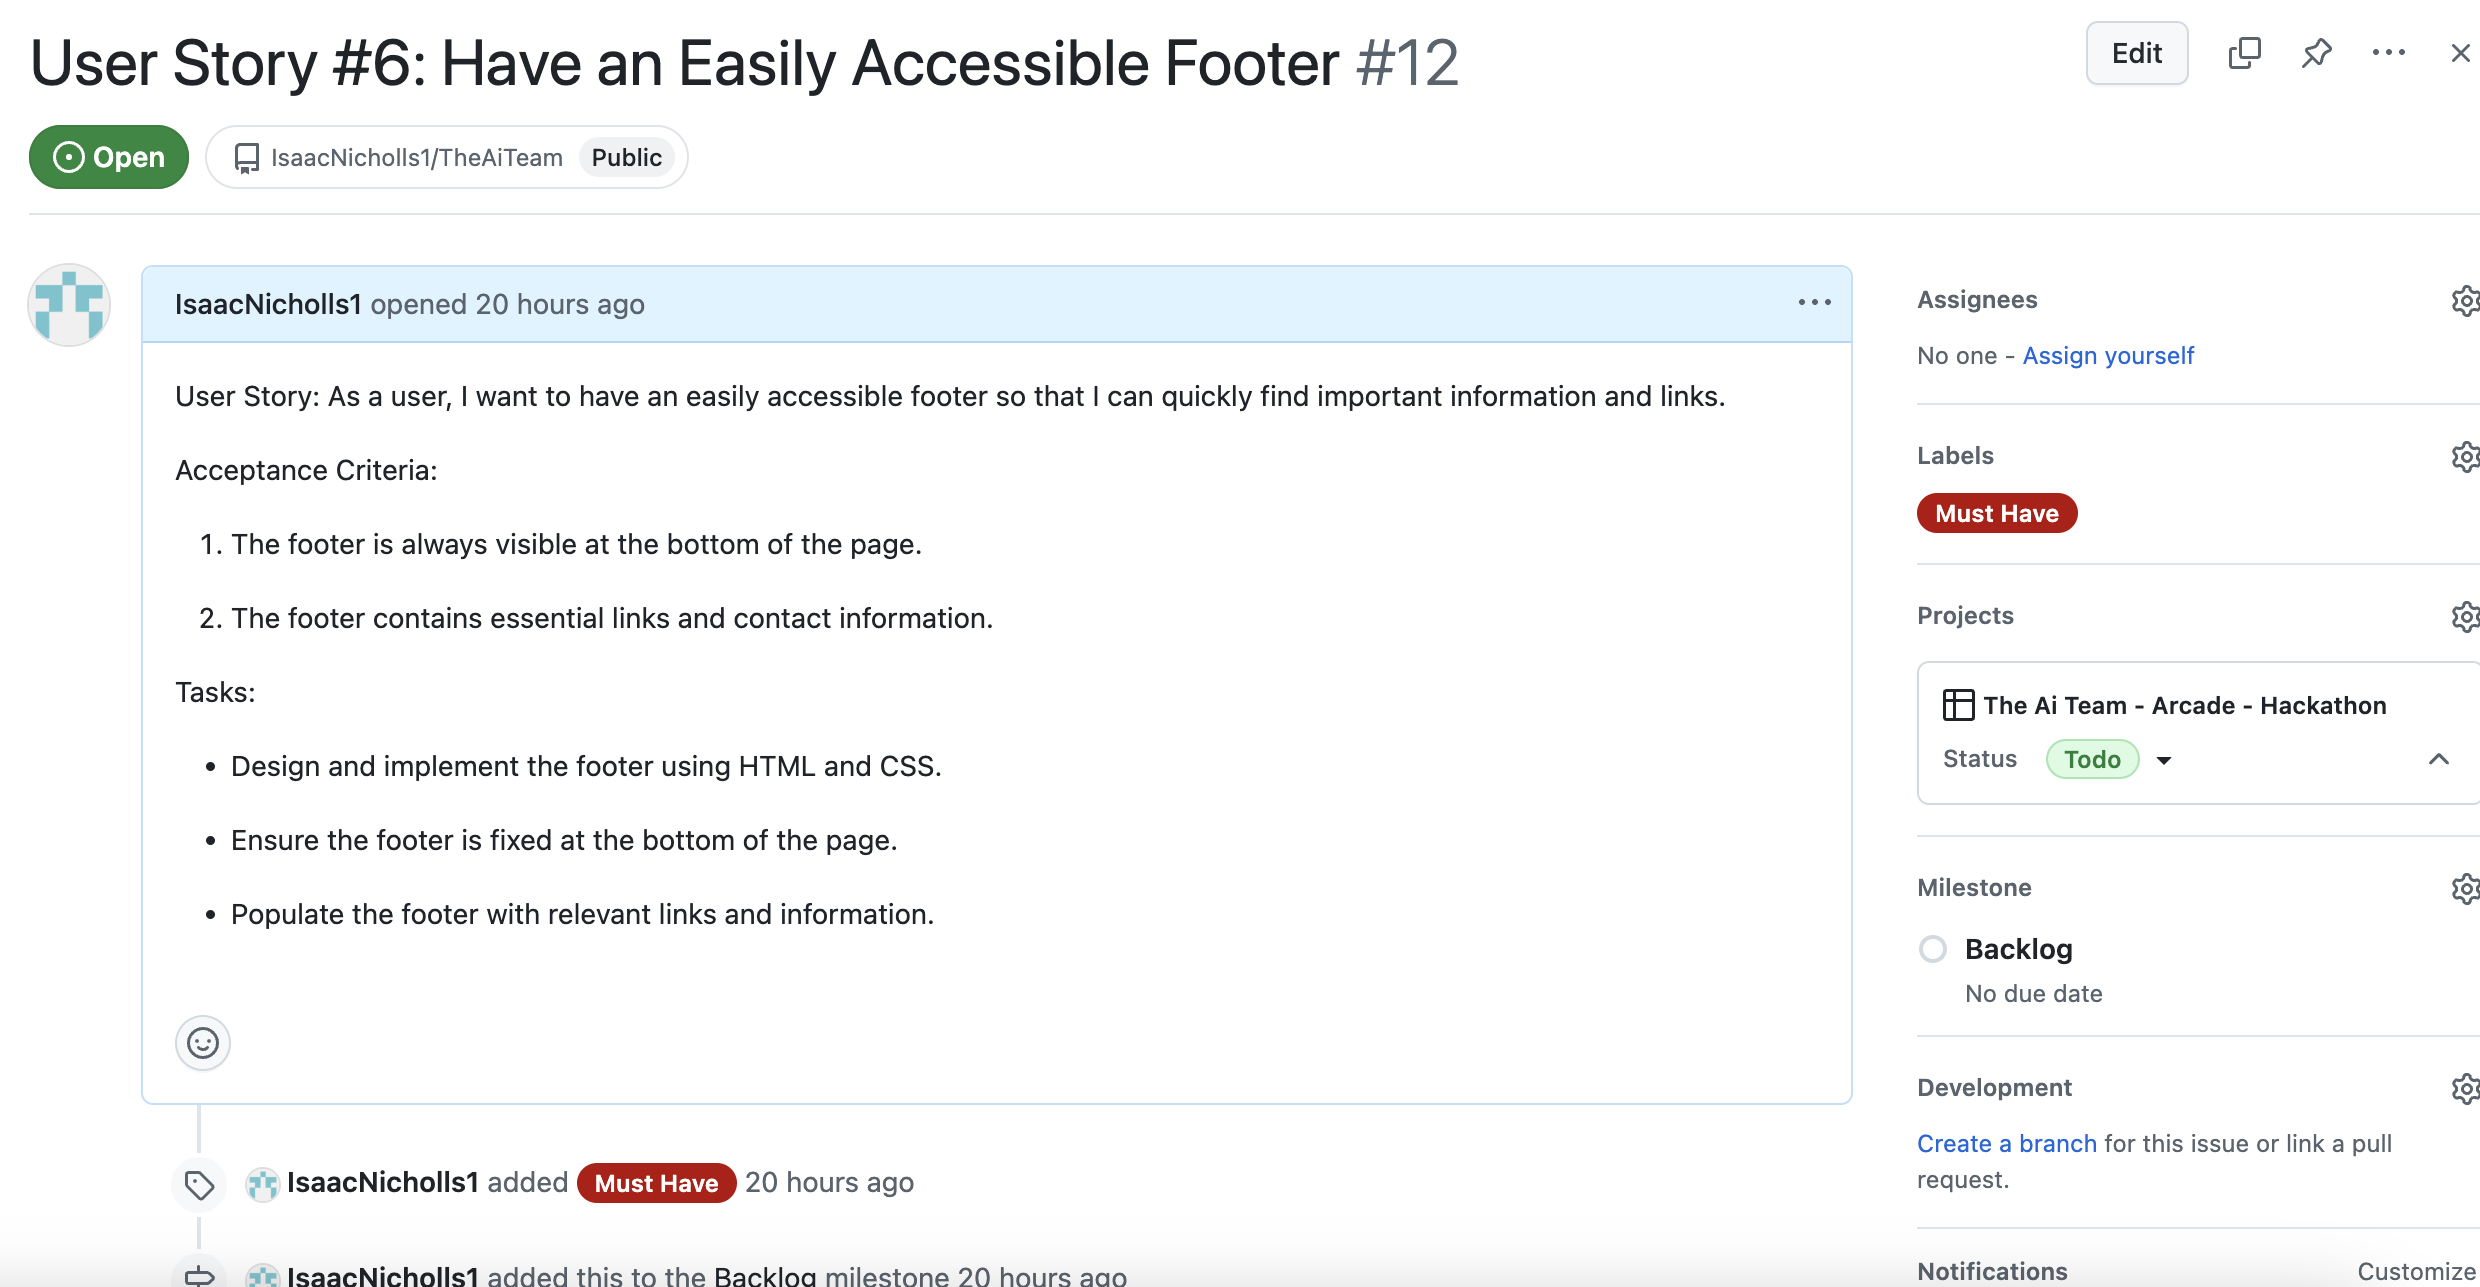 User Story #6: Have an Easily Accessible Footer #12
Edit
Open
IsaacNicholls1/TheAiTeam Public
IsaacNicholls1 opened 20 hours ago
User Story: As a user, I want to have an easily accessible footer so that I can quickly find important information and links.
Acceptance Criteria:
1. The footer is always visible at the bottom of the page.
2. The footer contains essential links and contact information.
Tasks:
• Design and implement the footer using HTML and CSS.
• Ensure the footer is fixed at the bottom of the page.
• Populate the footer with relevant links and information.
IsaacNicholls1 added Must Have 20 hours ago
IsaacNicholls1 added this to the Backlog milestone 20 hours ago
Assignees
No one - Assign yourself
Labels
Must Have
Projects
The Ai Team - Arcade - Hackathon
Status Todo
Milestone
Backlog
No due date
Development
Create a branch for this issue or link a pull
request.
Notifications
Customize